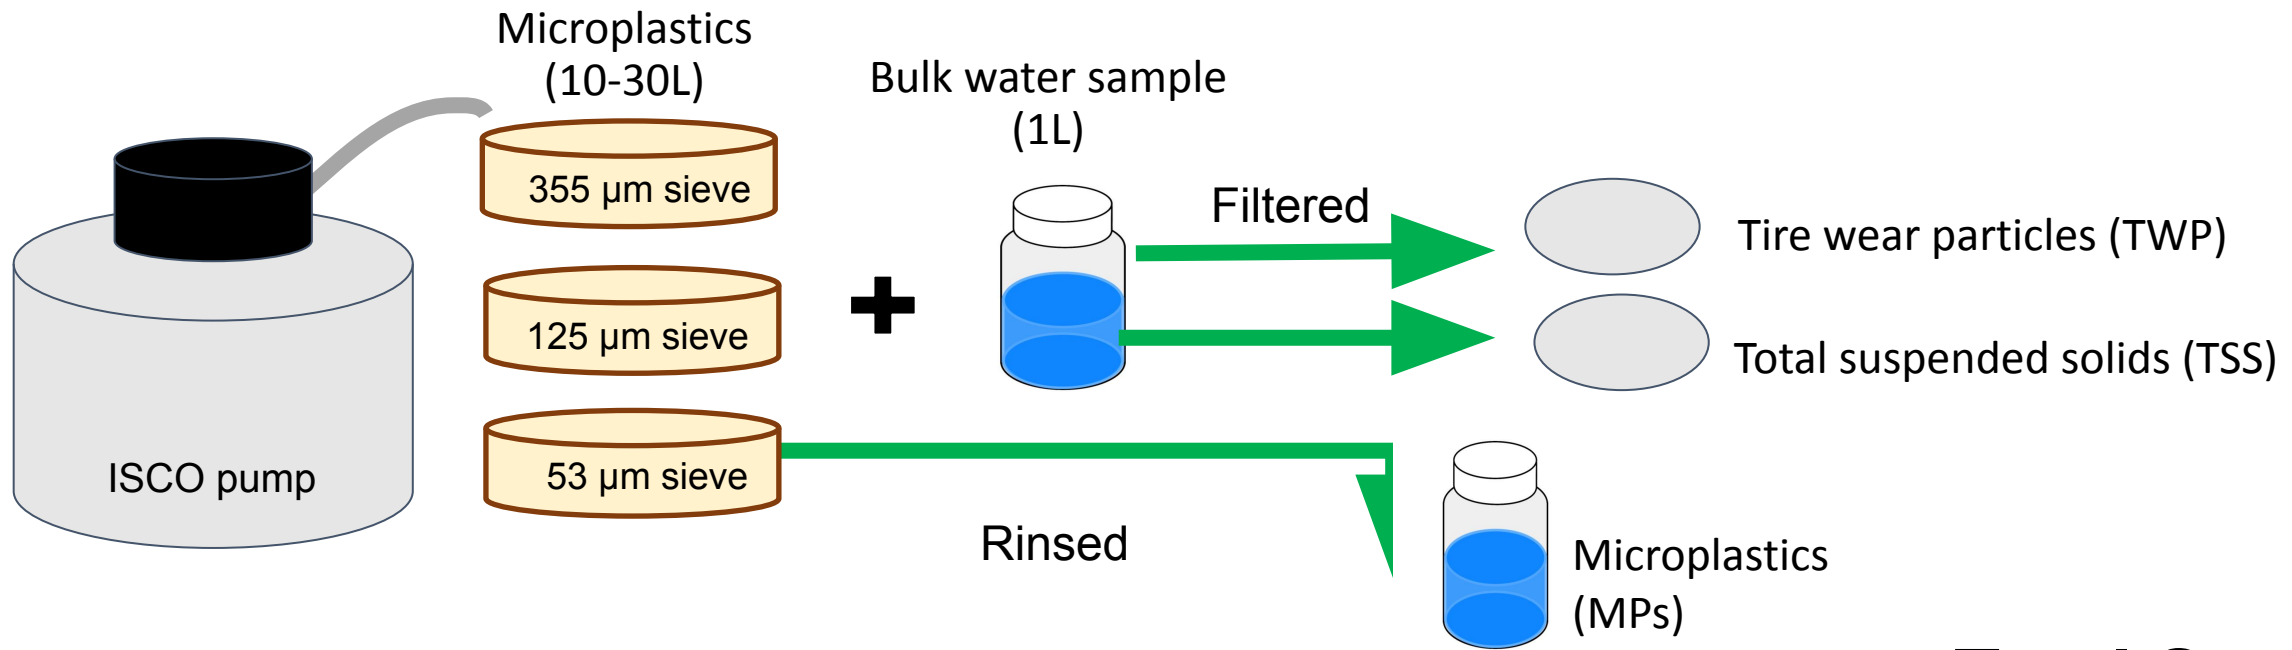 Microplastics
(10-30L)
Bulk water sample
(1L)
355 µm sieve
Filtered
Tire wear particles (TWP)
125 µm sieve
Total suspended solids (TSS)
ISCO pump
53 µm sieve
Rinsed
Microplastics
(MPs)